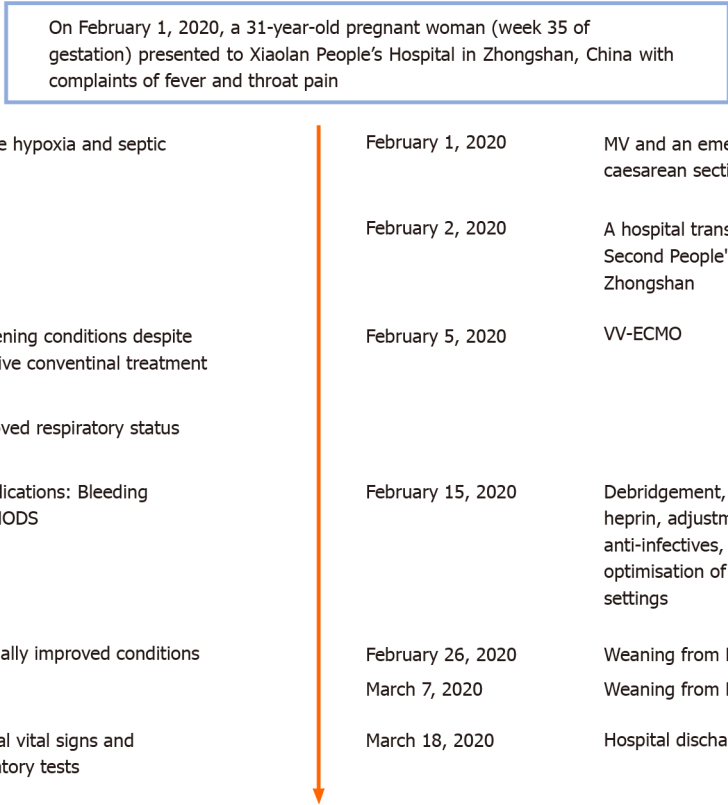 On February 1, 2020, a 31-year-old pregnant woman (week 35 of
gestation) presented to Xiaolan People's Hospital in Zhongshan, China with
complaints of fever and throat pain
e hypoxia and septic
February 1, 2020
MV and an eme
caesarean secti
February 2, 2020
A hospital trans
Second People'
Zhongshan
ening conditions despite
ive conventinal treatment
February 5, 2020
VV-ECMO
oved respiratory status
lications: Bleeding
MODS
February 15, 2020
Debridgement,
heprin, adjustm
anti-infectives,
optimisation of
settings
ally improved conditions
February 26, 2020
Weaning from
March 7, 2020
Weaning from
al vital signs and
atory tests
March 18, 2020
Hospital discha